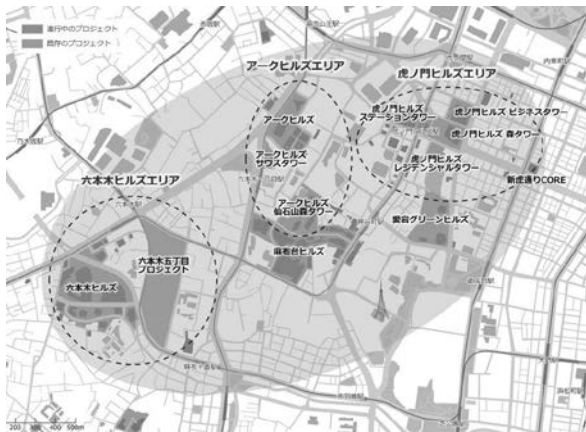 進行中のプロジェクト
既存のプロジェクト
アークヒルズエリア
虎ノ門ヒルズエリア
六本木ヒルズエリア
アークヒルズ
アークヒルズ
サウスタワー
アークヒルズ
仙石山森タワー
虎ノ門ヒルズ
ステーションタワー
虎ノ門ヒルズ ビジネスタワー
虎ノ門ヒルズ 森タワー
虎ノ門ヒルズ
レジデンシャルタワー
新虎通りCORE
愛宕グリーンヒルズ
麻布台ヒルズ
六本木五丁目
プロジェクト
六本木ヒルズ
200 300 400 500m